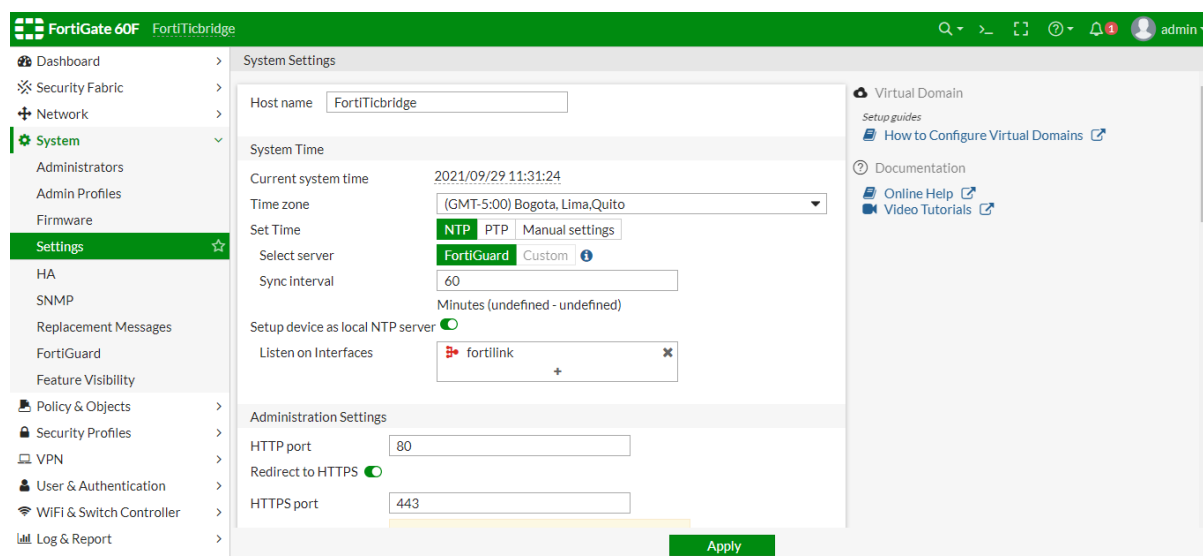 FortiGate 60F FortiTicbridge
1 admin
Dashboard
Security Fabric
Network
System
Administrators
Admin Profiles
Firmware
Settings
HA
SNMP
Replacement Messages
FortiGuard
Feature Visibility
Policy & Objects
Security Profiles
VPN
User & Authentication
WiFi & Switch Controller
Log & Report
System Settings
Host name FortiTicbridge
System Time
Current system time 2021/09/29 11:31:24
Time zone (GMT-5:00) Bogota, Lima,Quito
Set Time NTP PTP Manual settings
Select server FortiGuard Custom
Sync interval 60
Minutes (undefined - undefined)
Setup device as local NTP server
Listen on Interfaces fortilink
Administration Settings
HTTP port 80
Redirect to HTTPS
HTTPS port 443
Apply
Virtual Domain
Setup guides
How to Configure Virtual Domains
Documentation
Online Help
Video Tutorials